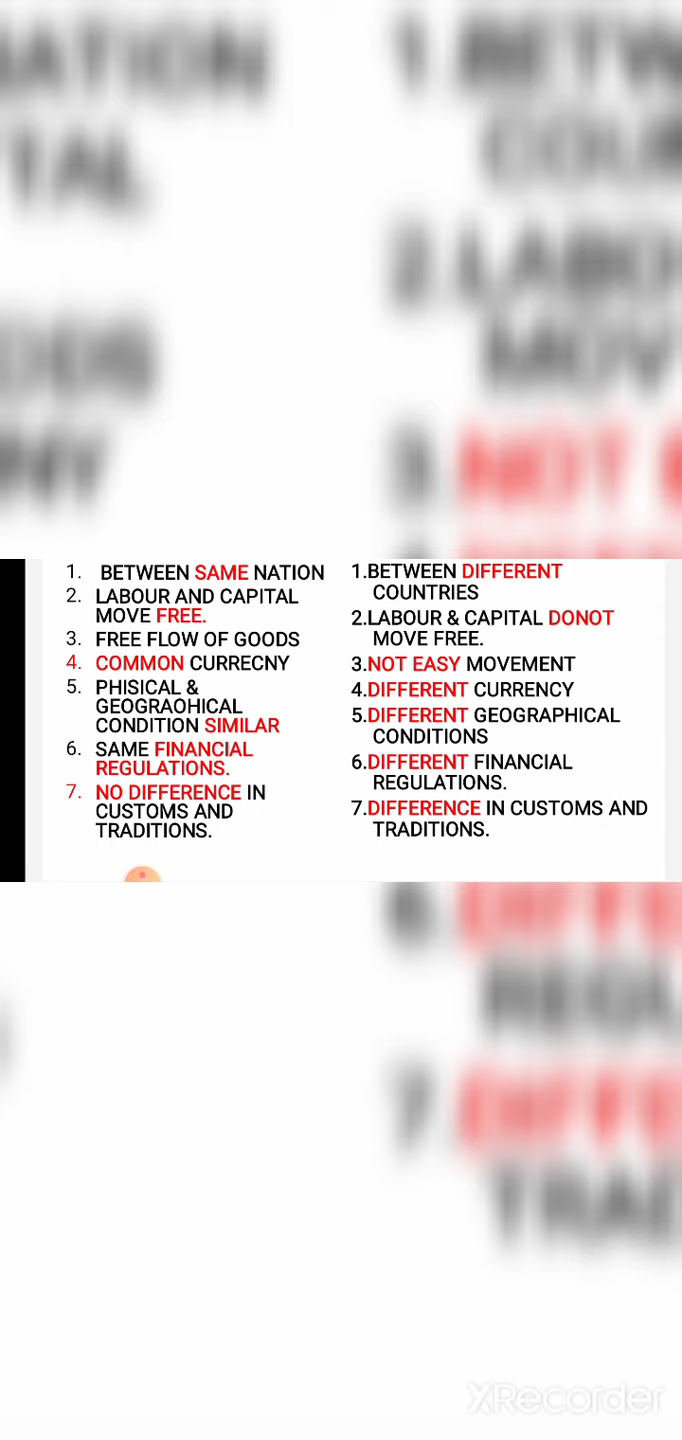 1. BETWEEN SAME NATION
2. LABOUR AND CAPITAL
MOVE FREE.
3. FREE FLOW OF GOODS
4. COMMON CURRECNY
5. PHISICAL &
GEOGRAOHICAL
CONDITION SIMILAR
6. SAME FINANCIAL
REGULATIONS.
7. NO DIFFERENCE IN
CUSTOMS AND
TRADITIONS.
1.BETWEEN DIFFERENT
COUNTRIES
2.LABOUR & CAPITAL DONOT
MOVE FREE.
3.NOT EASY MOVEMENT
4.DIFFERENT CURRENCY
5.DIFFERENT GEOGRAPHICAL
CONDITIONS
6.DIFFERENT FINANCIAL
REGULATIONS.
7.DIFFERENCE IN CUSTOMS AND
TRADITIONS.
XRecorder